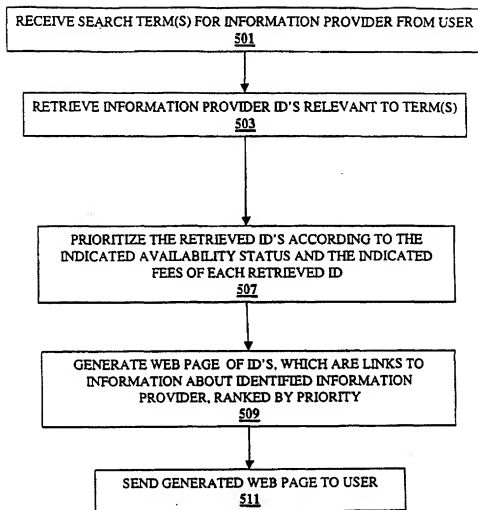 RECEIVE SEARCH TERM(S) FOR INFORMATION PROVIDER FROM USER
501
RETRIEVE INFORMATION PROVIDER ID'S RELEVANT TO TERM(S)
503
PRIORITIZE THE RETRIEVED ID'S ACCORDING TO THE
INDICATED AVAILABILITY STATUS AND THE INDICATED
FEES OF EACH RETRIEVED ID
507
GENERATE WEB PAGE OF ID'S, WHICH ARE LINKS TO
INFORMATION ABOUT IDENTIFIED INFORMATION
PROVIDER, RANKED BY PRIORITY
509
SEND GENERATED WEB PAGE TO USER
511